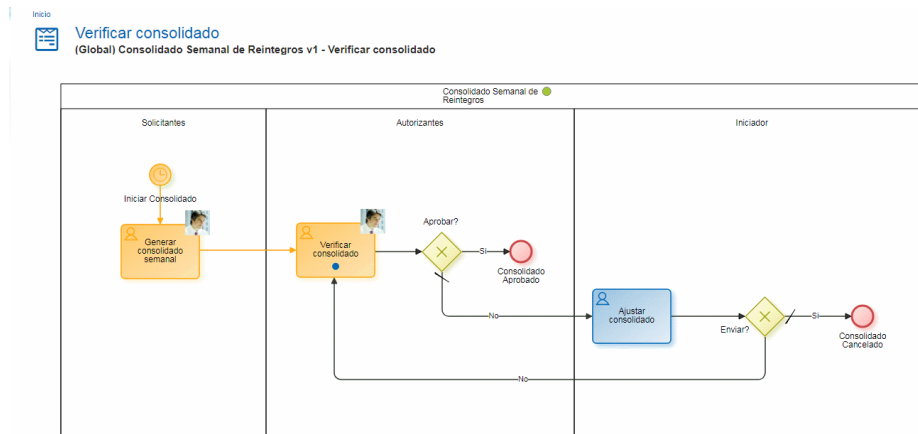 Inicio
Verificar consolidado
(Global) Consolidado Semanal de Reintegros v1 - Verificar consolidado
Consolidado Semanal de
Reintegros
Solicitantes
Autorizantes
Iniciador
Iniciar Consolidado
Generar
consolidado
semanal
Verificar
consolidado
Aprobar?
Si
Consolidado
Aprobado
No
Ajustar
consolidado
Enviar?
Si
Consolidado
Cancelado
No